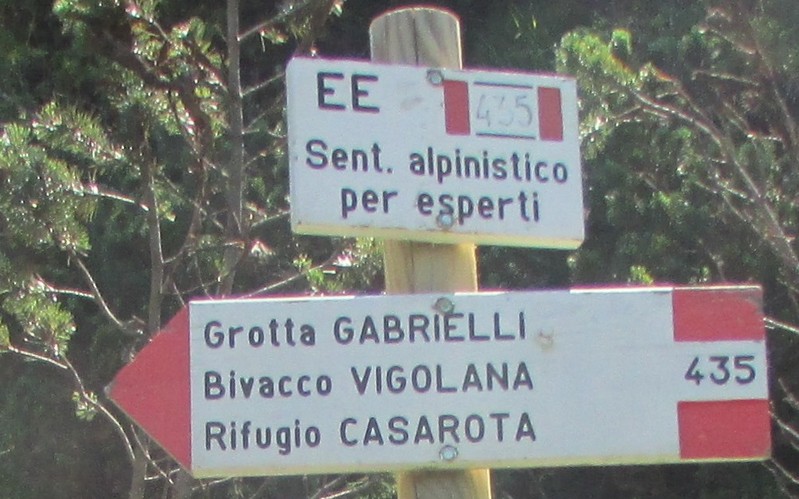 EE 435
Sent. alpinistico
per esperti
Grotta GABRIELLI
Bivacco VIGOLANA
Rifugio CASAROTA
435